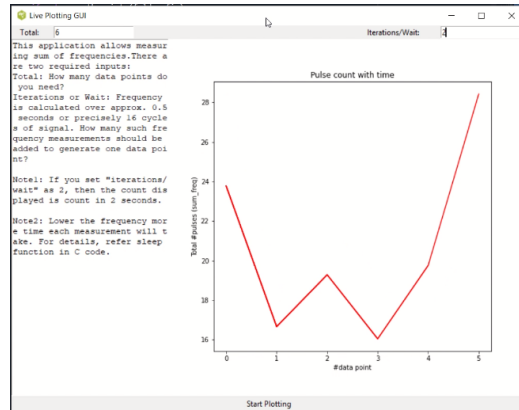 Live Plotting GUI
Total: 6 Iterations/Wait: 2
This application allows measur
ing sum of frequencies.There a
re two required inputs:
Total: How many data points do
 you need?
Iterations or Wait: Frequency
is calculated over approx. 0.5
 seconds or precisely 16 cycle
s of signal. How many such fre
quency measurements should be
added to generate one data poi
nt?
Note1: If you set "iterations/
wait" as 2, then the count dis
played is count in 2 seconds.
Note2: Lower the frequency mor
e time each measurement will t
ake. For details, refer sleep
function in C code.
Pulse count with time
Total #pulses (sum_freq)
28
26
24
22
20
18
16
0 1 2 3 4 5
#data point
Start Plotting